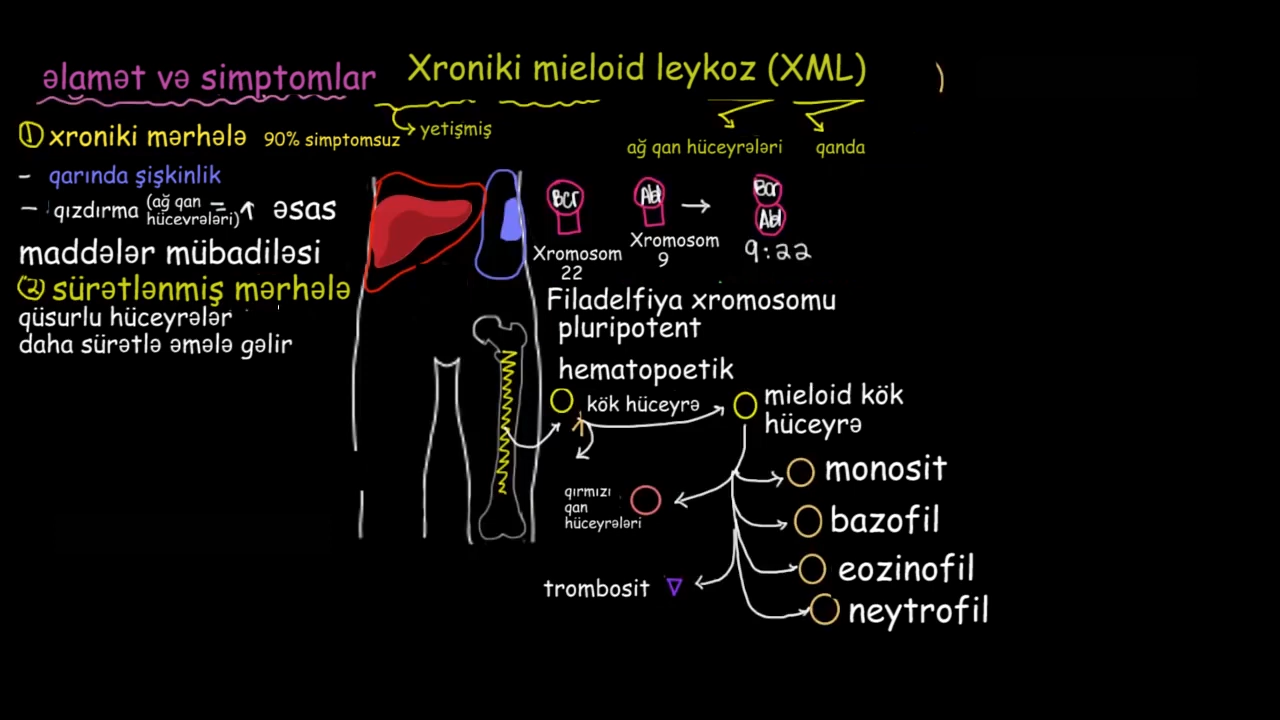 əlamət və simptomlar
Xroniki mieloid leykoz (XML)
)
yetişmiş
ağ qan hüceyrələri
qanda
① xroniki mərhələ 90% simptomsuz
- qarında şişkinlik
- qızdırma (ağ qan hüceyrələri) = ↑ əsas
maddələr mübadiləsi
② sürətlənmiş mərhələ
qüsurlu hüceyrələr
daha sürətlə əmələ gəlir
Bcr
Abl
→
Bcr
Abl
Xromosom
22
Xromosom
9
9:22
Filadelfiya xromosomu
pluripotent
hematopoetik
kök hüceyrə
mieloid kök
hüceyrə
monosit
bazofil
eozinofil
neytrofil
qırmızı
qan
hüceyrələri
trombosit